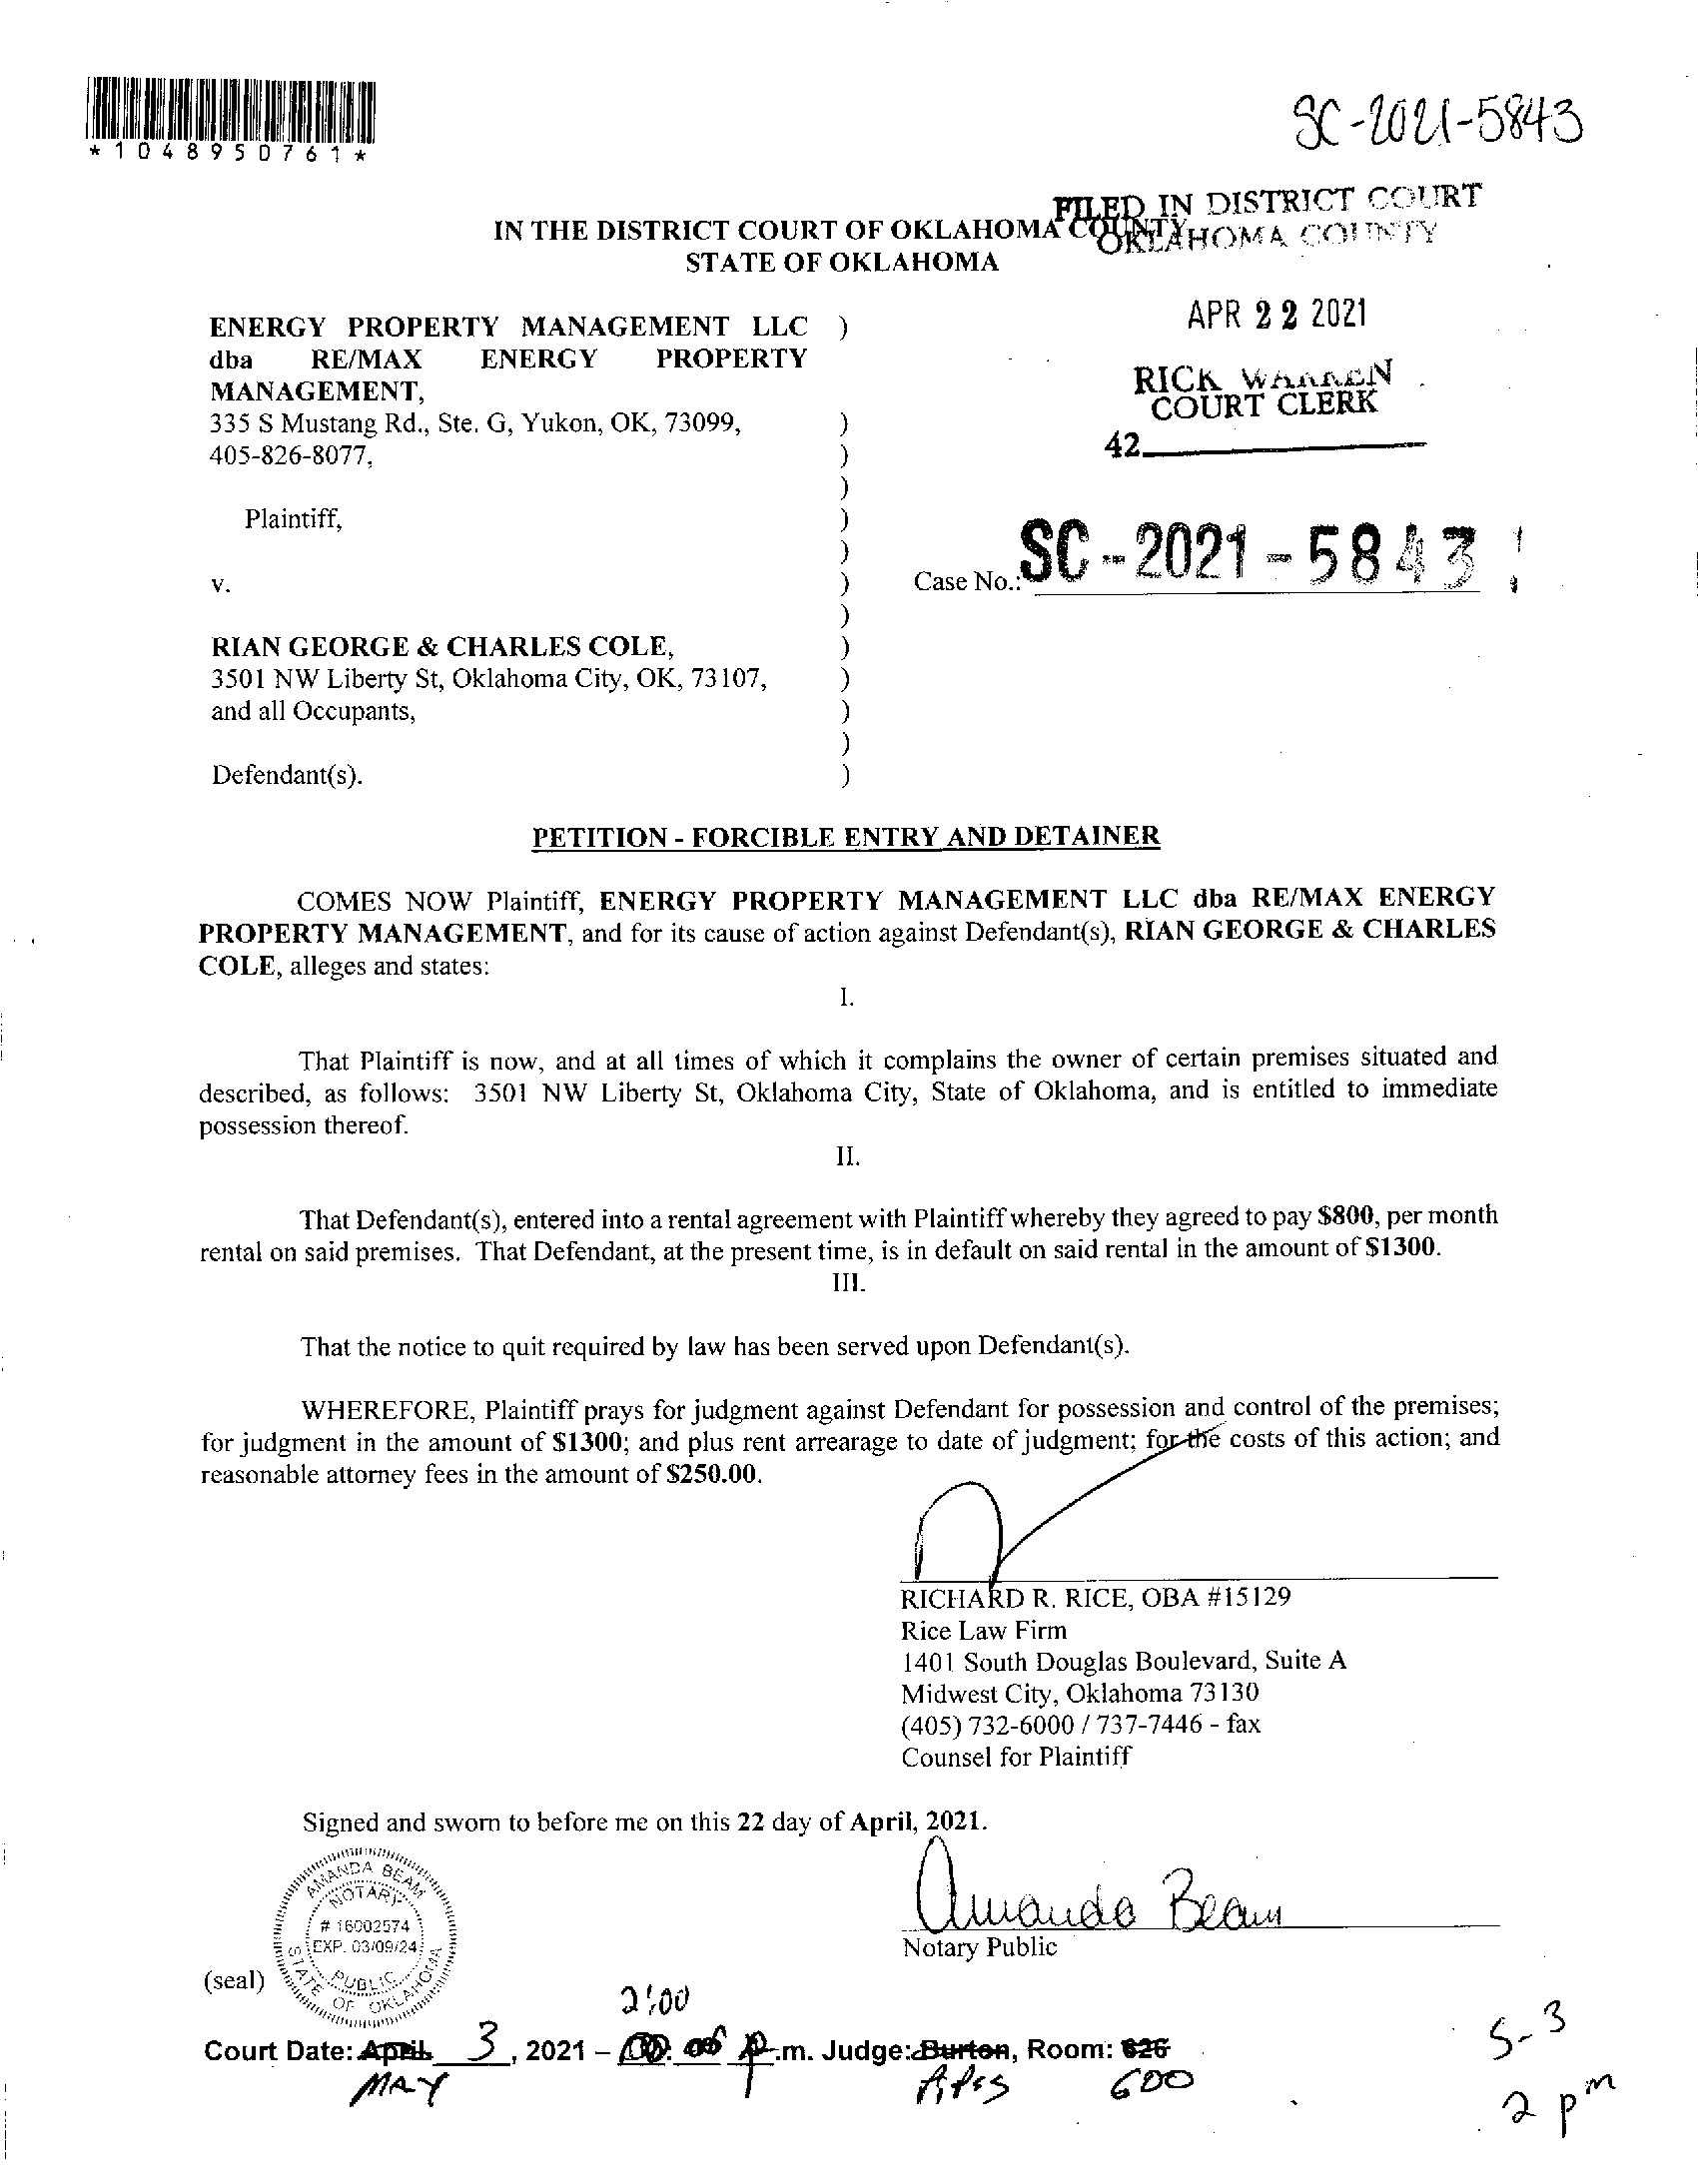 SC-2021-5843
*1048950761*
FILED IN DISTRICT COURT
OKLAHOMA COUNTY
IN THE DISTRICT COURT OF OKLAHOMA COUNTY
STATE OF OKLAHOMA
APR 22 2021
RICK WARREN
COURT CLERK
42
ENERGY PROPERTY MANAGEMENT LLC )
dba RE/MAX ENERGY PROPERTY
MANAGEMENT,
335 S Mustang Rd., Ste. G, Yukon, OK, 73099, )
405-826-8077, )
)
Plaintiff, )
)
v. ) Case No.: SC-2021-5843
)
RIAN GEORGE & CHARLES COLE, )
3501 NW Liberty St, Oklahoma City, OK, 73107, )
and all Occupants, )
)
Defendant(s). )
PETITION - FORCIBLE ENTRY AND DETAINER
COMES NOW Plaintiff, ENERGY PROPERTY MANAGEMENT LLC dba RE/MAX ENERGY
PROPERTY MANAGEMENT, and for its cause of action against Defendant(s), RIAN GEORGE & CHARLES
COLE, alleges and states:
I.
That Plaintiff is now, and at all times of which it complains the owner of certain premises situated and
described, as follows: 3501 NW Liberty St, Oklahoma City, State of Oklahoma, and is entitled to immediate
possession thereof.
II.
That Defendant(s), entered into a rental agreement with Plaintiff whereby they agreed to pay $800, per month
rental on said premises. That Defendant, at the present time, is in default on said rental in the amount of $1300.
III.
That the notice to quit required by law has been served upon Defendant(s).
WHEREFORE, Plaintiff prays for judgment against Defendant for possession and control of the premises;
for judgment in the amount of $1300; and plus rent arrearage to date of judgment; for the costs of this action; and
reasonable attorney fees in the amount of $250.00.
RICHARD R. RICE, OBA #15129
Rice Law Firm
1401 South Douglas Boulevard, Suite A
Midwest City, Oklahoma 73130
(405) 732-6000 / 737-7446 - fax
Counsel for Plaintiff
Signed and sworn to before me on this 22 day of April, 2021.
AMANDA BEAM
NOTARY
# 16002574
EXP. 03/09/24
PUBLIC
STATE OF OKLAHOMA
Amanda Beam
Notary Public
(seal)
2:00
Court Date: April 3, 2021 – p.m. Judge: Burton, Room: 626
MAY 600
5-3
2 pm